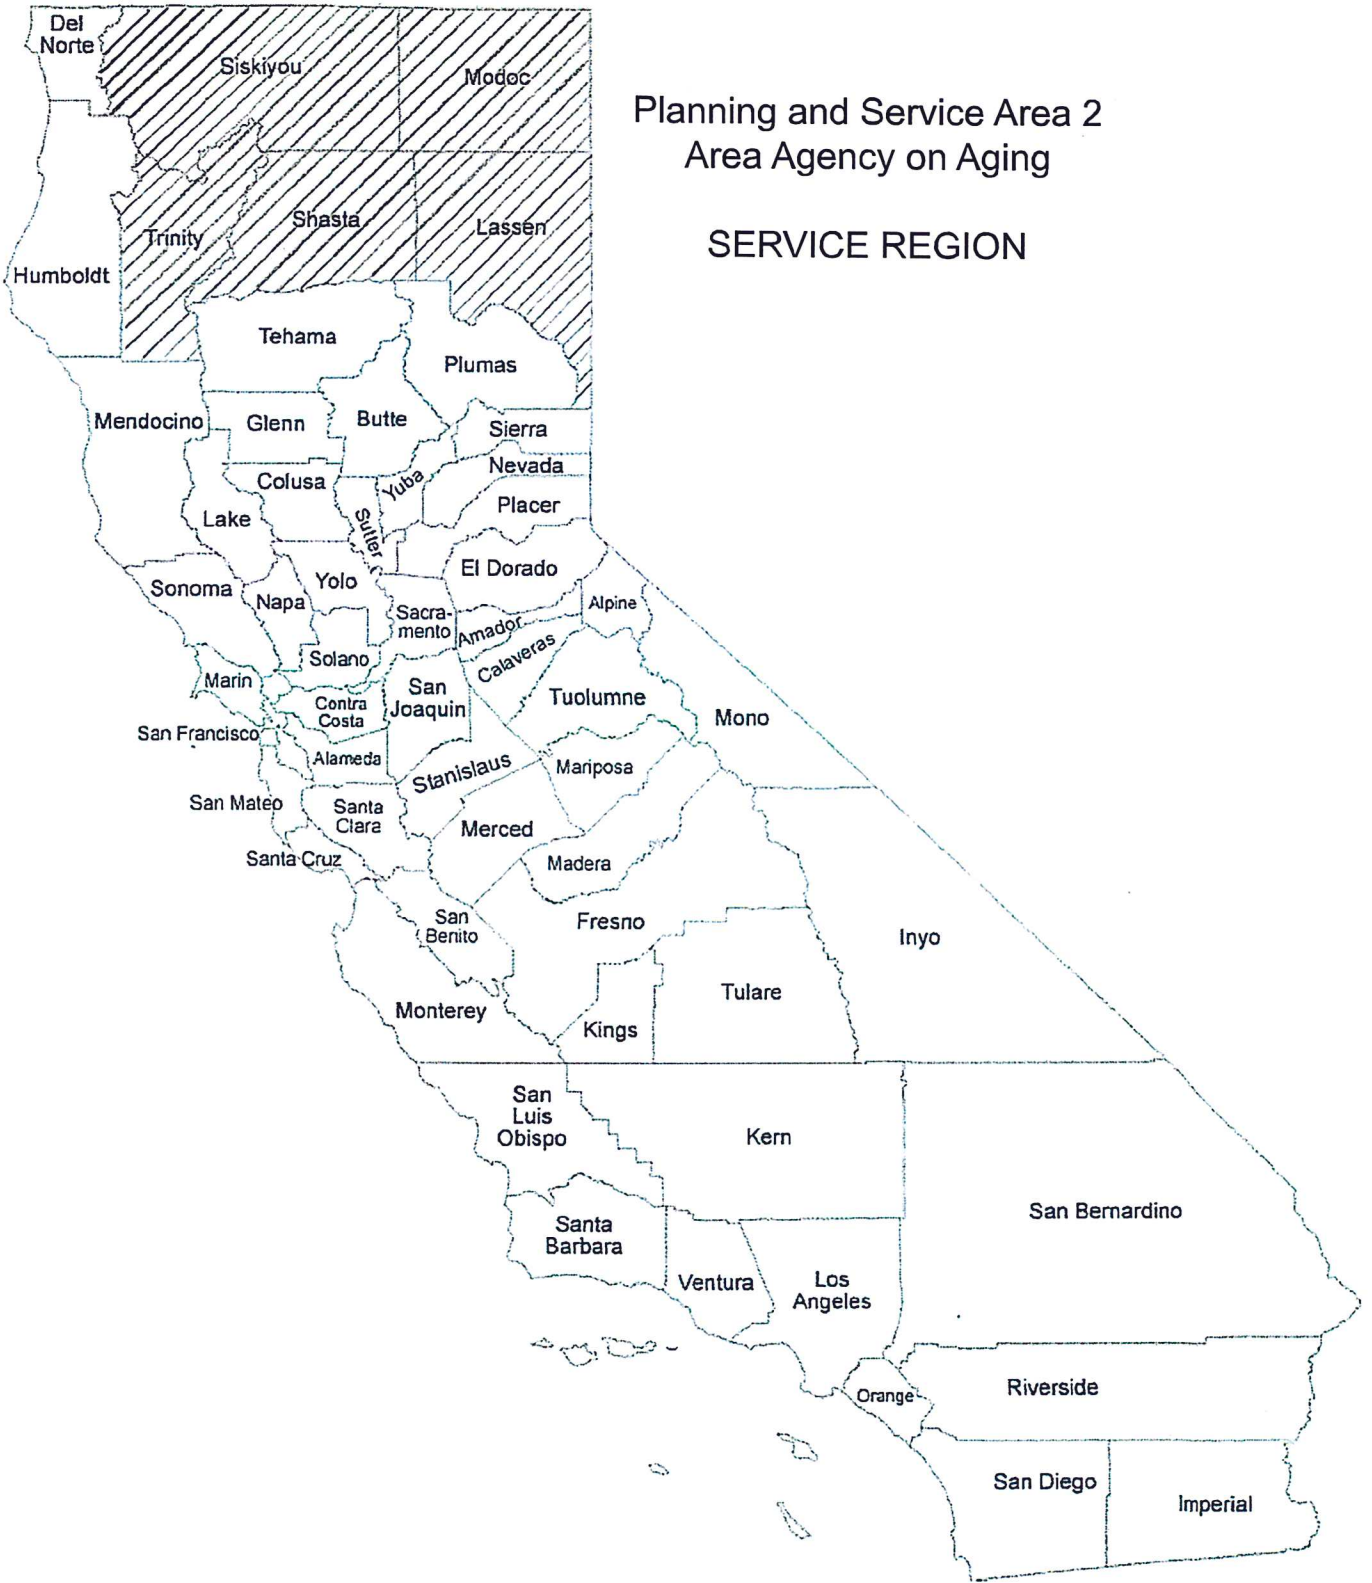 Del
Norte
Siskiyou
Modoc
Planning and Service Area 2
Area Agency on Aging
SERVICE REGION
Trinity
Shasta
Lassen
Humboldt
Tehama
Plumas
Mendocino
Glenn
Butte
Sierra
Nevada
Colusa
Yuba
Placer
Lake
Sutter
El Dorado
Sonoma
Napa
Yolo
Sacra-
mento
Amador
Alpine
Solano
Calaveras
Marin
Contra
Costa
San
Joaquin
Tuolumne
Mono
San Francisco
Alameda
Stanislaus
Mariposa
San Mateo
Santa
Clara
Merced
Santa Cruz
Madera
San
Benito
Fresno
Inyo
Monterey
Kings
Tulare
San
Luis
Obispo
Kern
San Bernardino
Santa
Barbara
Ventura
Los
Angeles
Orange
Riverside
San Diego
Imperial